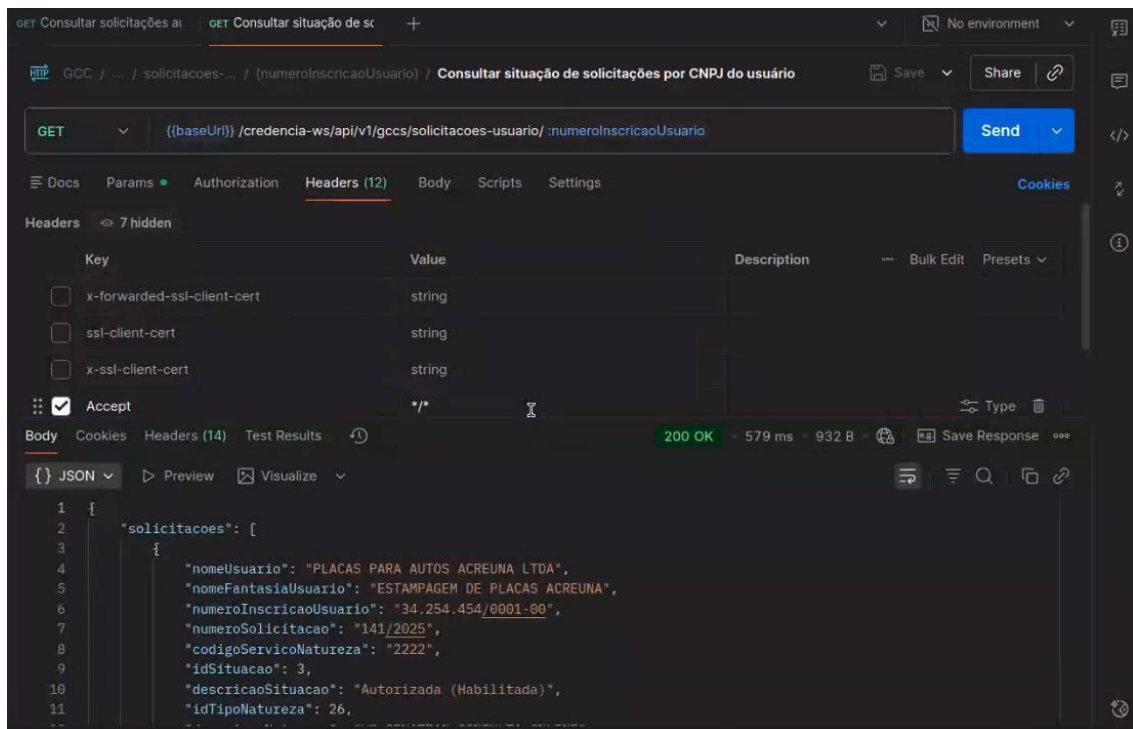 GET Consultar solicitações au GET Consultar situação de sc + No environment
HTTP GCC / ... / solicitacoes-... / {numeroInscricaoUsuario} / Consultar situação de solicitações por CNPJ do usuário Save Share
GET {{baseUrl}} /credencia-ws/api/v1/gccs/solicitacoes-usuario/ :numeroInscricaoUsuario Send
Docs Params Authorization Headers (12) Body Scripts Settings Cookies
Headers 7 hidden
Key Value Description ... Bulk Edit Presets
x-forwarded-ssl-client-cert string
ssl-client-cert string
x-ssl-client-cert string
Accept */* Type
Body Cookies Headers (14) Test Results 200 OK 579 ms 932 B Save Response
{} JSON Preview Visualize
1 {
2 "solicitacoes": [
3 {
4 "nomeUsuario": "PLACAS PARA AUTOS ACREUNA LTDA",
5 "nomeFantasiaUsuario": "ESTAMPAGEM DE PLACAS ACREUNA",
6 "numeroInscricaoUsuario": "34.254.454/0001-00",
7 "numeroSolicitacao": "141/2025",
8 "codigoServicoNatureza": "2222",
9 "idSituacao": 3,
10 "descricaoSituacao": "Autorizada (Habilitada)",
11 "idTipoNatureza": 26,